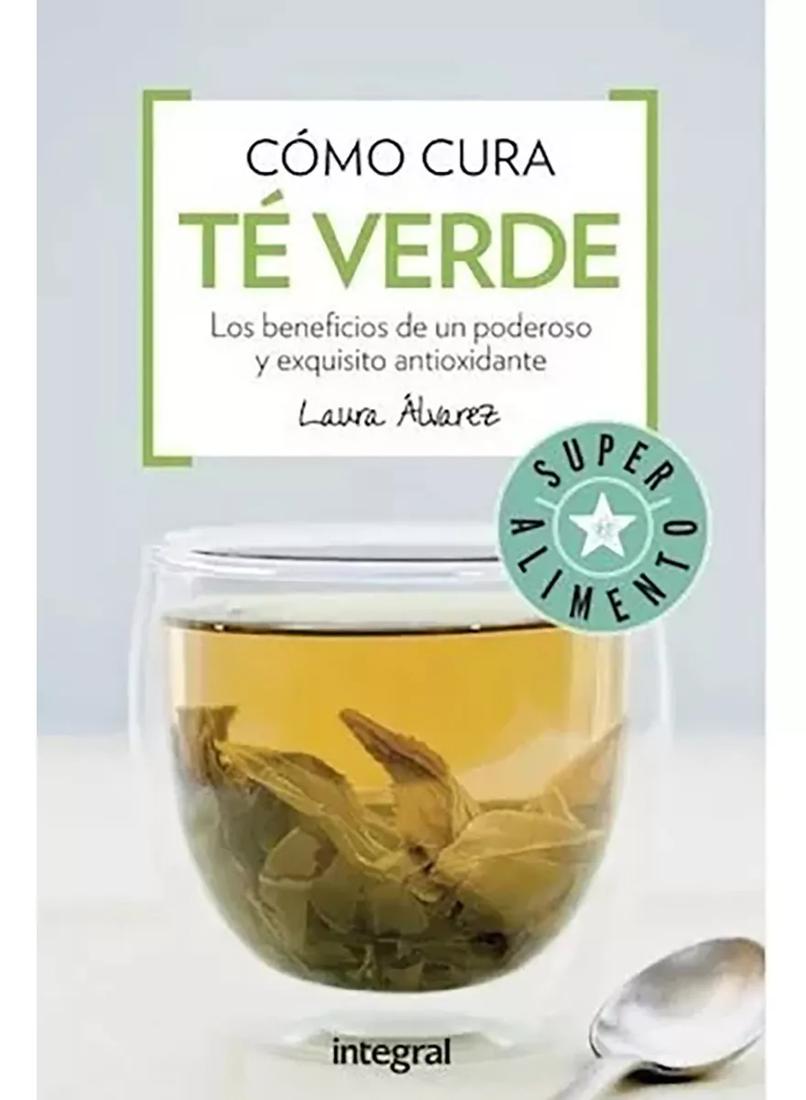 CÓMO CURA
TÉ VERDE
Los beneficios de un poderoso
y exquisito antioxidante
Laura Álvarez
SUPER
ALIMENTO
integral